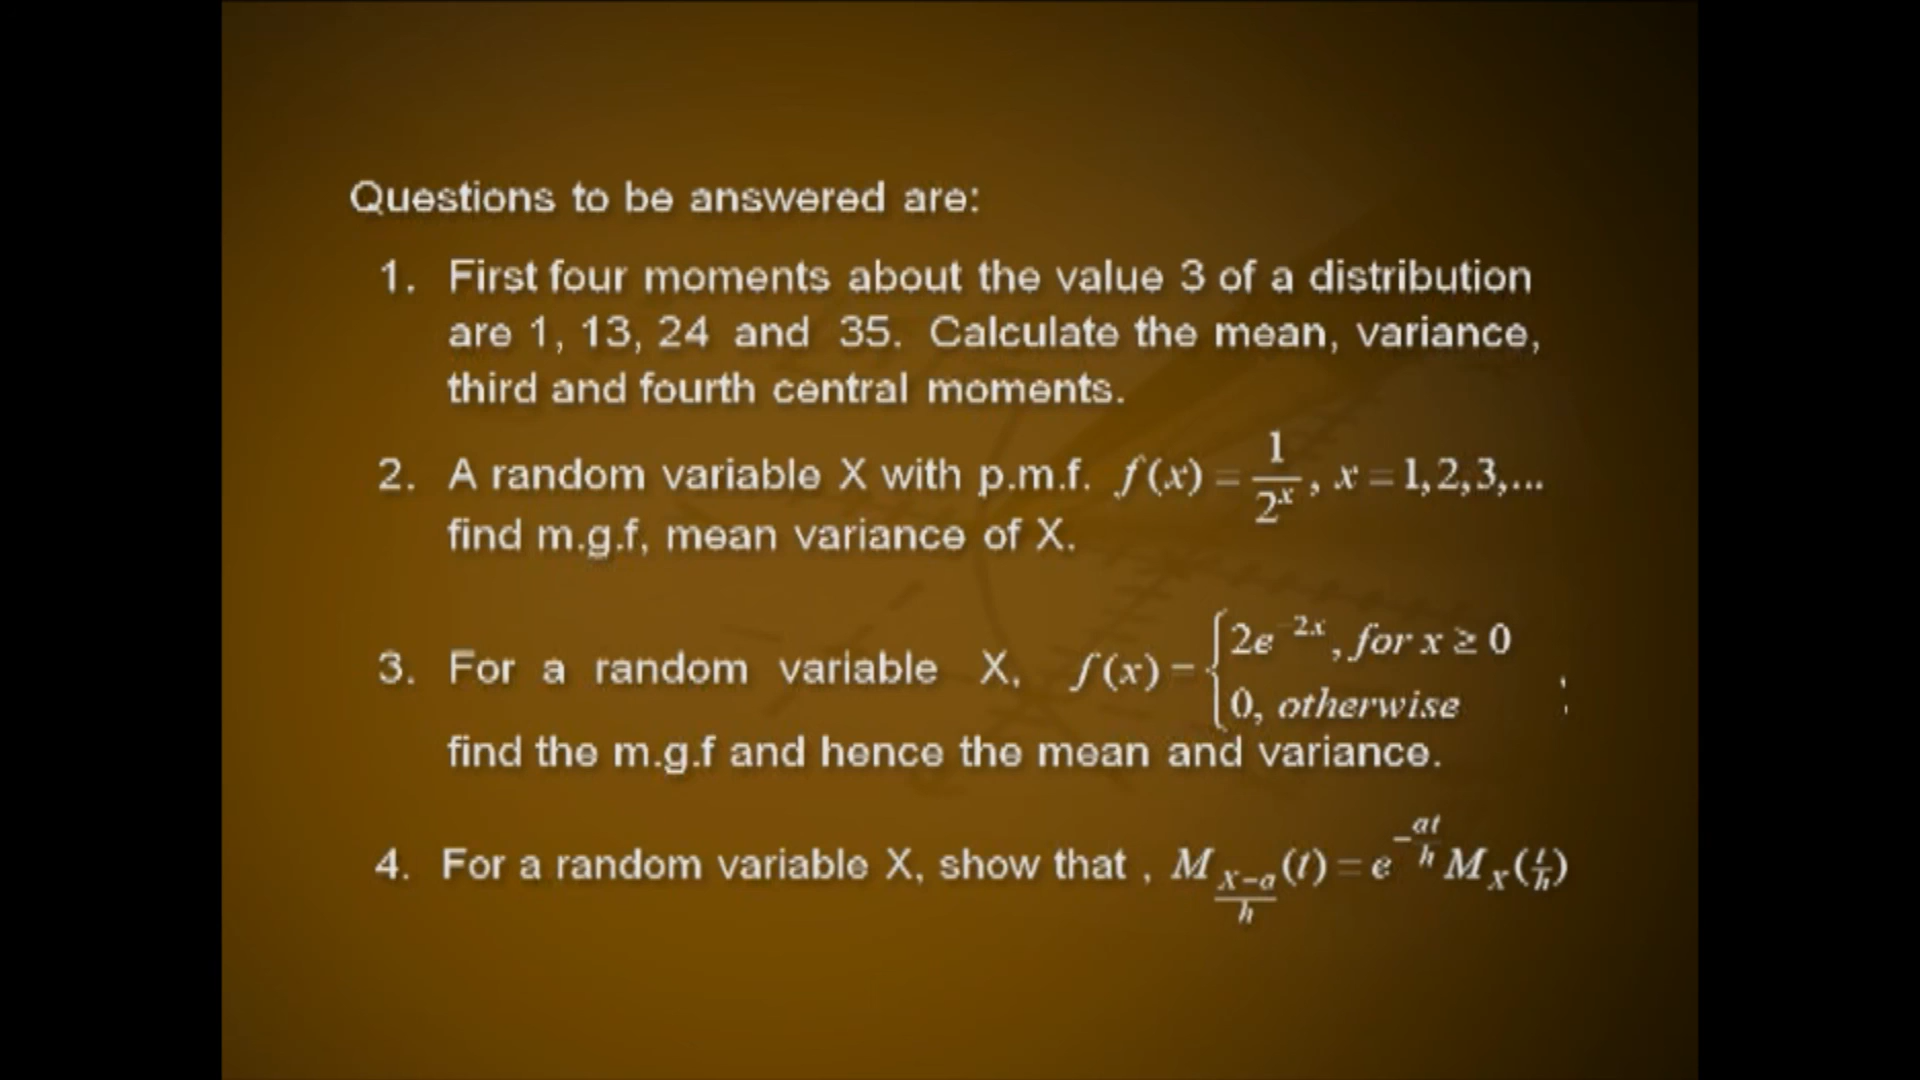 Questions to be answered are:
1. First four moments about the value 3 of a distribution
are 1, 13, 24 and 35. Calculate the mean, variance,
third and fourth central moments.
2. A random variable X with p.m.f. f(x) = 1/2^x, x = 1,2,3,...
find m.g.f, mean variance of X.
3. For a random variable X, f(x) = {2e^{-2x}, for x ≥ 0
0, otherwise ;
find the m.g.f and hence the mean and variance.
4. For a random variable X, show that , M_{(X-a)/h}(t) = e^{-at/h} M_X(t/h)